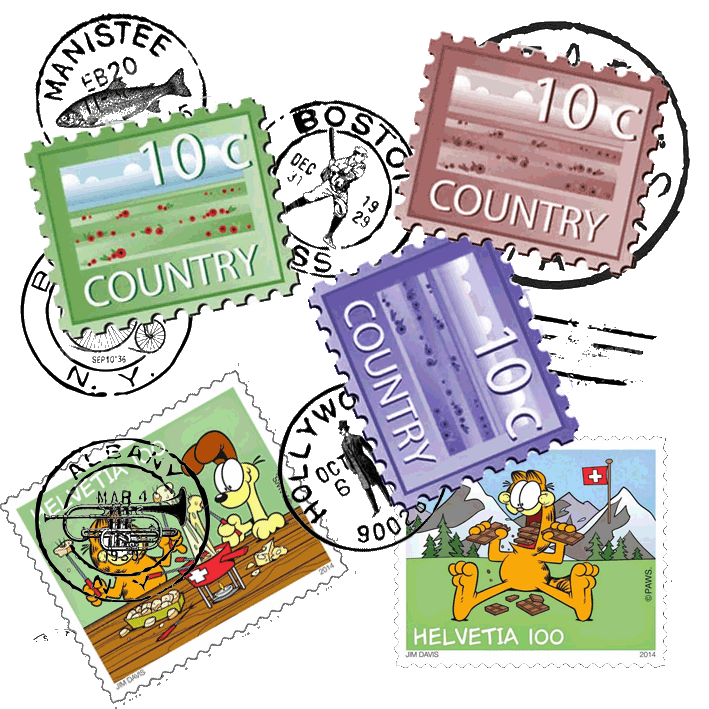 MANISTEE
EB20
10 c
COUNTRY
BOSTO
DEC
31
19
29
SS
10 c
COUNTRY
B
SEP10'36
N. Y.
10 c
COUNTRY
HOLLYWO
OCT
6
9002
HELVETIA 100
ALBANY
MAR 4
N Y
JIM DAVIS
2014
HELVETIA 100
©PAWS.
JIM DAVIS
2014